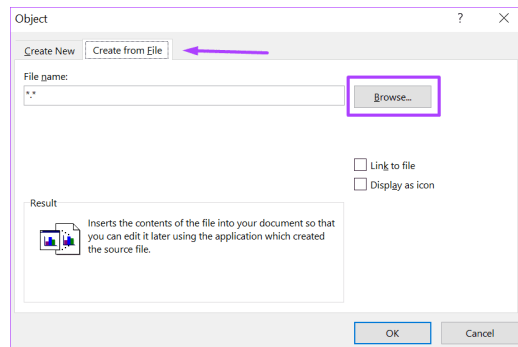 Object
?
Create New
Create from File
File name:
*.*
Browse...
Link to file
Display as icon
Result
Inserts the contents of the file into your document so that
you can edit it later using the application which created
the source file.
OK
Cancel